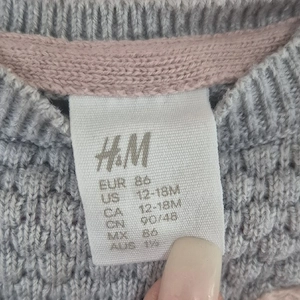 H&M
EUR 86
US 12-18M
CA 12-18M
CN 90/48
MX 86
AUS 1½